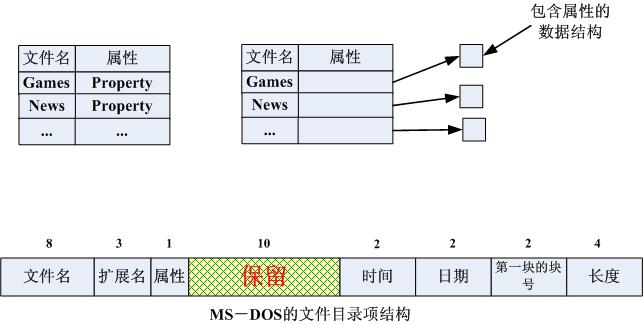 包含属性的
数据结构
文件名 属性
Games Property
News Property
... ...
文件名 属性
Games
News
...
8 3 1 10 2 2 2 4
文件名 扩展名 属性 保留 时间 日期 第一块的块号 长度
MS－DOS的文件目录项结构